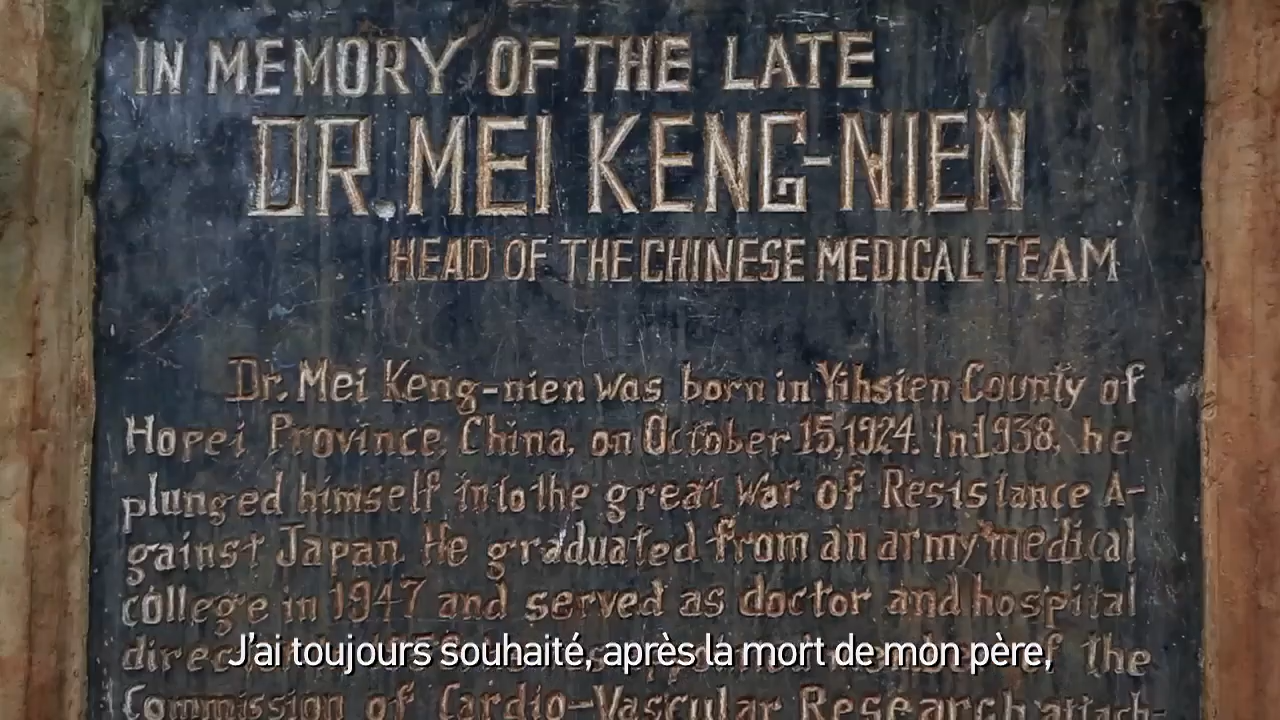 IN MEMORY OF THE LATE
DR. MEI KENG-NIEN
HEAD OF THE CHINESE MEDICAL TEAM
Dr. Mei Keng-nien was born in Yihsien County of
Hopei Province, China, on October 15, 1924. In 1938, he
plunged himself into the great War of Resistance A-
gainst Japan. He graduated from an army medical
college in 1947 and served as doctor and hospital
the
J'ai toujours souhaité, après la mort de mon père,
Commission of Cardio-Vascular Research attach-